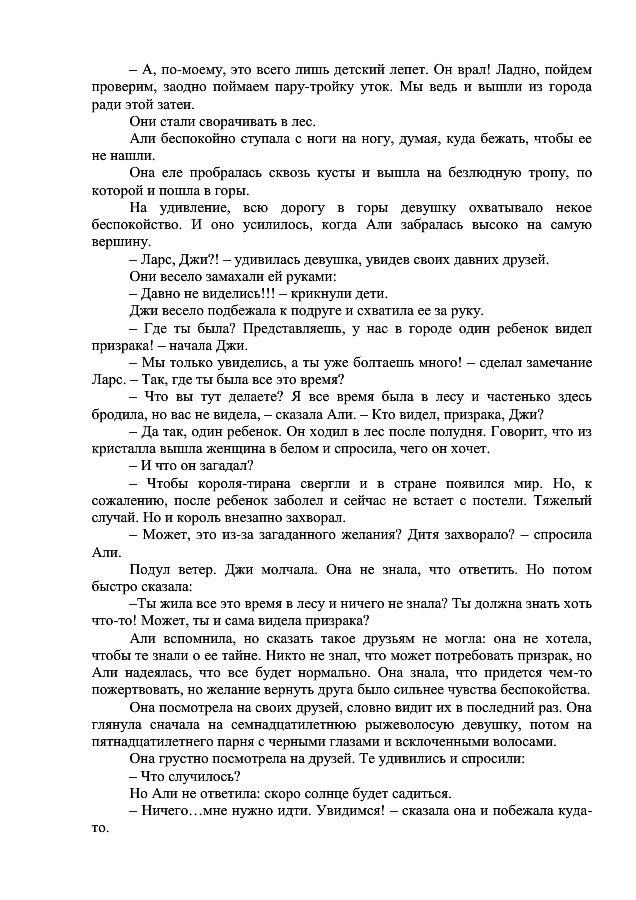 – А, по-моему, это всего лишь детский лепет. Он врал! Ладно, пойдем
проверим, заодно поймаем пару-тройку уток. Мы ведь и вышли из города
ради этой затеи.
Они стали сворачивать в лес.
Али беспокойно ступала с ноги на ногу, думая, куда бежать, чтобы ее
не нашли.
Она еле пробралась сквозь кусты и вышла на безлюдную тропу, по
которой и пошла в горы.
На удивление, всю дорогу в горы девушку охватывало некое
беспокойство. И оно усилилось, когда Али забралась высоко на самую
вершину.
– Ларс, Джи?! – удивилась девушка, увидев своих давних друзей.
Они весело замахали ей руками:
– Давно не виделись!!! – крикнули дети.
Джи весело подбежала к подруге и схватила ее за руку.
– Где ты была? Представляешь, у нас в городе один ребенок видел
призрака! – начала Джи.
– Мы только увиделись, а ты уже болтаешь много! – сделал замечание
Ларс. – Так, где ты была все это время?
– Что вы тут делаете? Я все время была в лесу и частенько здесь
бродила, но вас не видела, – сказала Али. – Кто видел, призрака, Джи?
– Да так, один ребенок. Он ходил в лес после полудня. Говорит, что из
кристалла вышла женщина в белом и спросила, чего он хочет.
– И что он загадал?
– Чтобы короля-тирана свергли и в стране появился мир. Но, к
сожалению, после ребенок заболел и сейчас не встает с постели. Тяжелый
случай. Но и король внезапно захворал.
– Может, это из-за загаданного желания? Дитя захворало? – спросила
Али.
Подул ветер. Джи молчала. Она не знала, что ответить. Но потом
быстро сказала:
–Ты жила все это время в лесу и ничего не знала? Ты должна знать хоть
что-то! Может, ты и сама видела призрака?
Али вспомнила, но сказать такое друзьям не могла: она не хотела,
чтобы те знали о ее тайне. Никто не знал, что может потребовать призрак, но
Али надеялась, что все будет нормально. Она знала, что придется чем-то
пожертвовать, но желание вернуть друга было сильнее чувства беспокойства.
Она посмотрела на своих друзей, словно видит их в последний раз. Она
глянула сначала на семнадцатилетнюю рыжеволосую девушку, потом на
пятнадцатилетнего парня с черными глазами и всклоченными волосами.
Она грустно посмотрела на друзей. Те удивились и спросили:
– Что случилось?
Но Али не ответила: скоро солнце будет садиться.
– Ничего…мне нужно идти. Увидимся! – сказала она и побежала куда-
то.